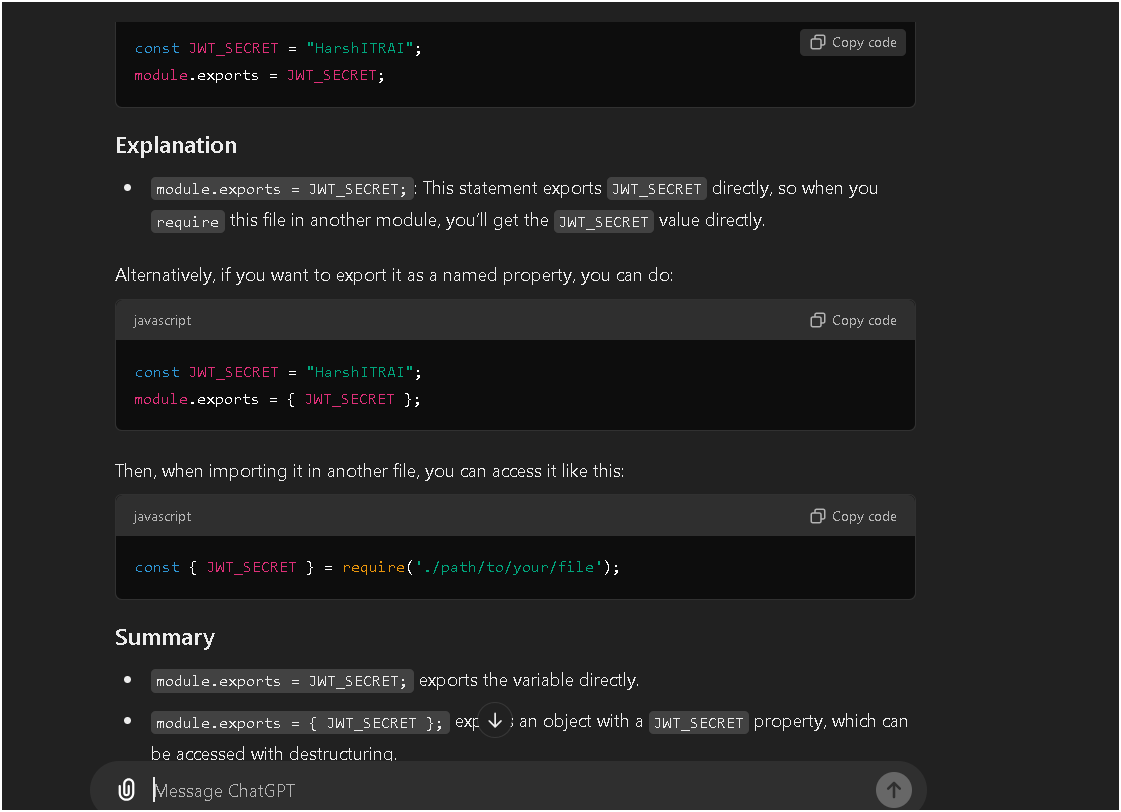 const JWT_SECRET = "HarshITRAI";
Copy code
module.exports = JWT_SECRET;
Explanation
module.exports = JWT_SECRET; : This statement exports JWT_SECRET directly, so when you
require this file in another module, you'll get the JWT_SECRET value directly.
Alternatively, if you want to export it as a named property, you can do:
javascript
Copy code
const JWT_SECRET = "HarshITRAI";
module.exports = { JWT_SECRET };
Then, when importing it in another file, you can access it like this:
javascript
Copy code
const { JWT_SECRET } = require('./path/to/your/file');
Summary
module.exports = JWT_SECRET; exports the variable directly.
module.exports = { JWT_SECRET }; an object with a JWT_SECRET property, which can
be accessed with destructuring.
Message ChatGPT